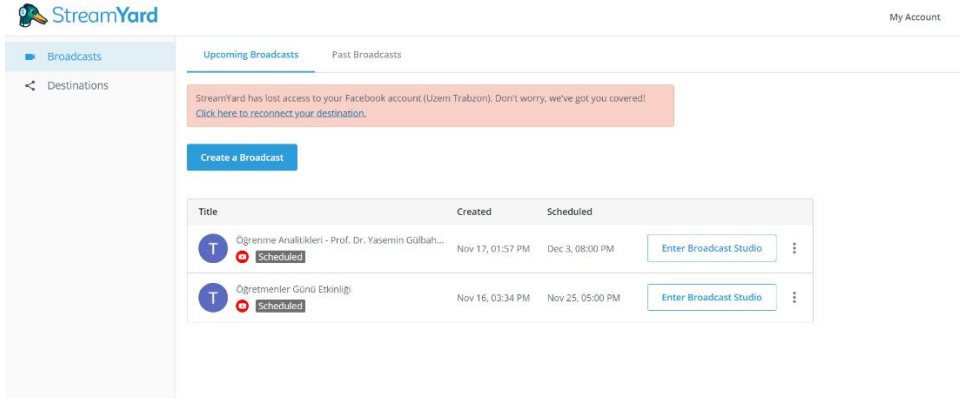 StreamYard
My Account
Broadcasts
Destinations
Upcoming Broadcasts Past Broadcasts
StreamYard has lost access to your Facebook account (Uzem Trabzon). Don't worry, we've got you covered!
Click here to reconnect your destination.
Create a Broadcast
Title Created Scheduled
T
Öğrenme Analitikleri - Prof. Dr. Yasemin Gülbah...
Scheduled
Nov 17, 01:57 PM Dec 3, 08:00 PM Enter Broadcast Studio
T
Öğretmenler Günü Etkinliği
Scheduled
Nov 16, 03:34 PM Nov 25, 05:00 PM Enter Broadcast Studio